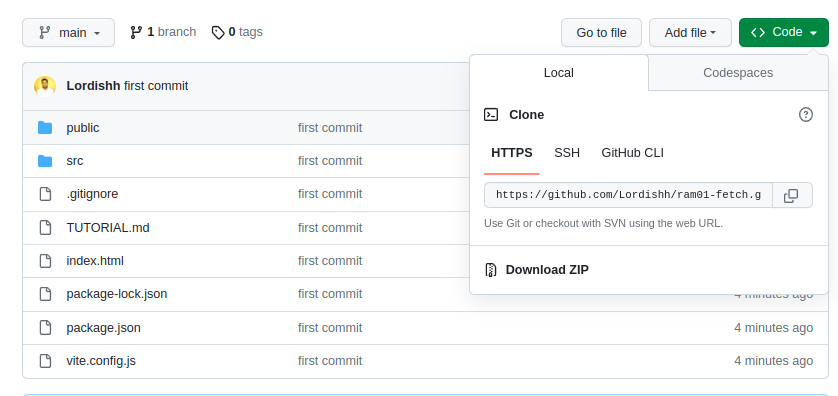 main 1 branch 0 tags Go to file Add file Code
Local Codespaces
Lordishh first commit
Clone
public first commit
HTTPS SSH GitHub CLI
src first commit
.gitignore first commit
https://github.com/Lordishh/ram01-fetch.g
TUTORIAL.md first commit
Use Git or checkout with SVN using the web URL.
index.html first commit
Download ZIP
package-lock.json first commit 4 minutes ago
package.json first commit 4 minutes ago
vite.config.js first commit 4 minutes ago